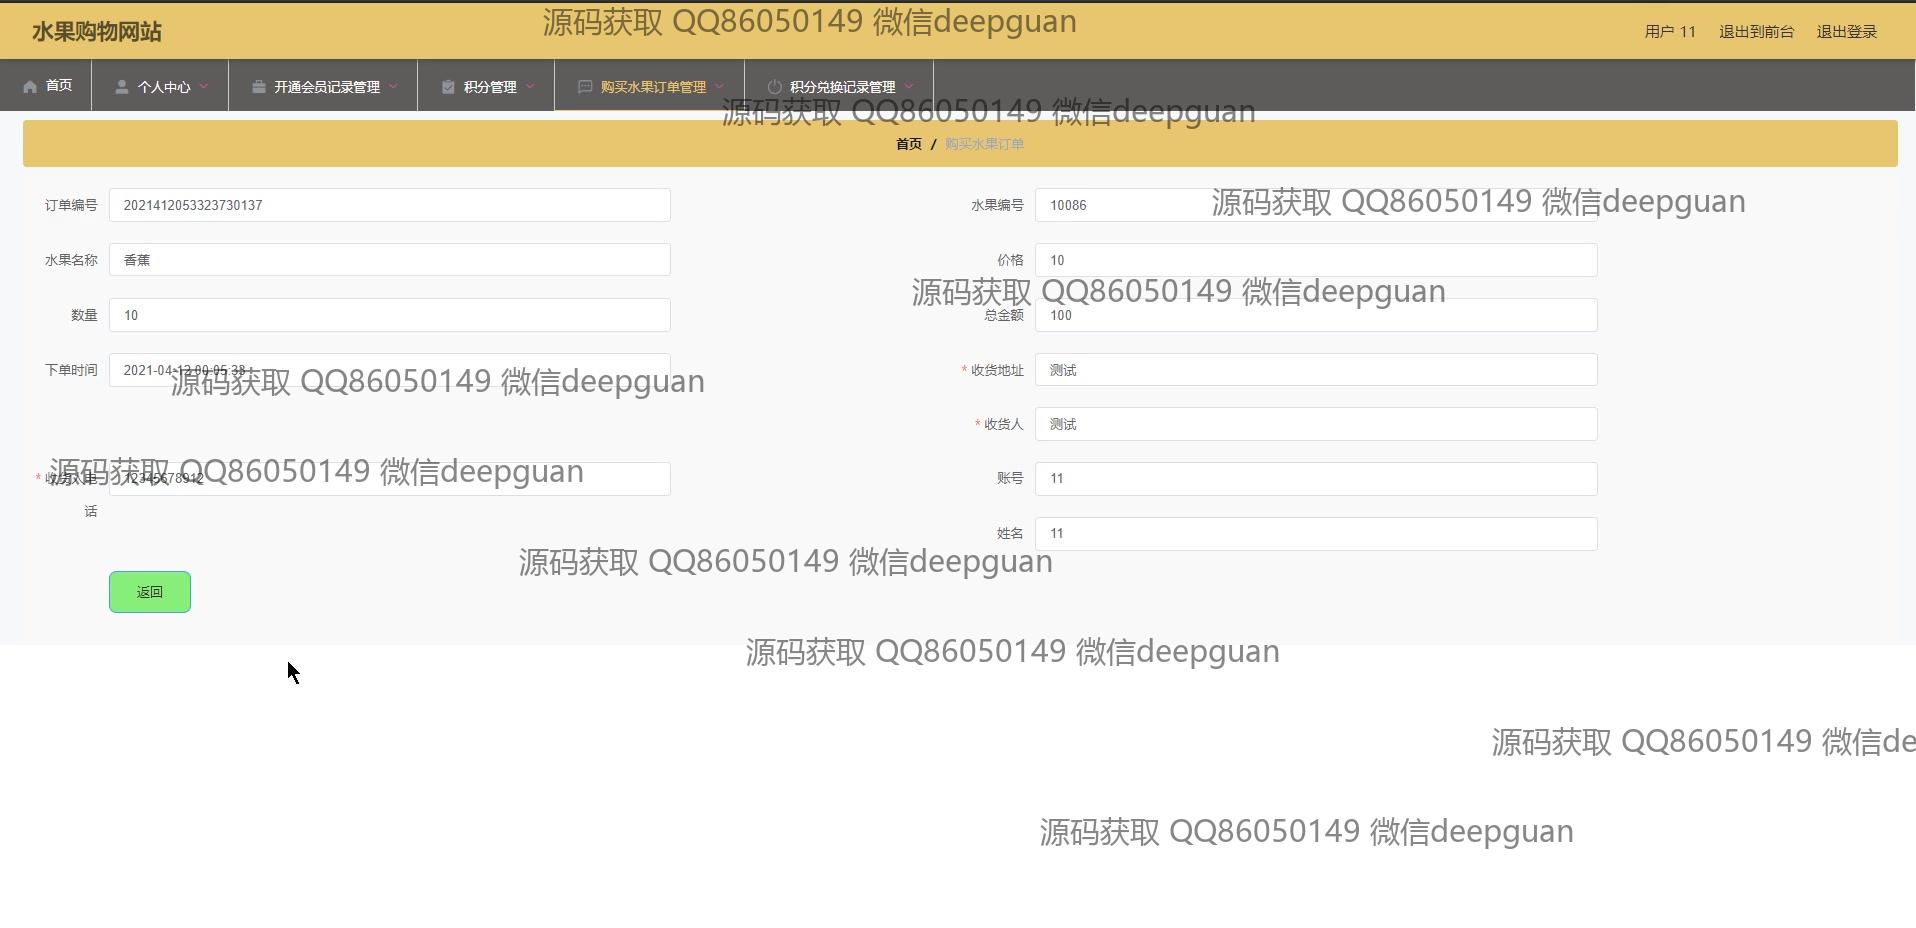 水果购物网站
源码获取 QQ86050149 微信deepguan
用户 11 退出到前台 退出登录
首页 个人中心 开通会员记录管理 积分管理 购买水果订单管理 积分兑换记录管理
源码获取 QQ86050149 微信deepguan
首页 / 购买水果订单
订单编号 2021412053323730137
水果编号 10086
源码获取 QQ86050149 微信deepguan
水果名称 香蕉
价格 10
源码获取 QQ86050149 微信deepguan
数量 10
总金额 100
下单时间 2021-04-12 00:05:33
源码获取 QQ86050149 微信deepguan
* 收货地址 测试
* 收货人 测试
源码获取 QQ86050149 微信deepguan
* 收货人电话 12345678912
账号 11
姓名 11
源码获取 QQ86050149 微信deepguan
返回
源码获取 QQ86050149 微信deepguan
源码获取 QQ86050149 微信de
源码获取 QQ86050149 微信deepguan